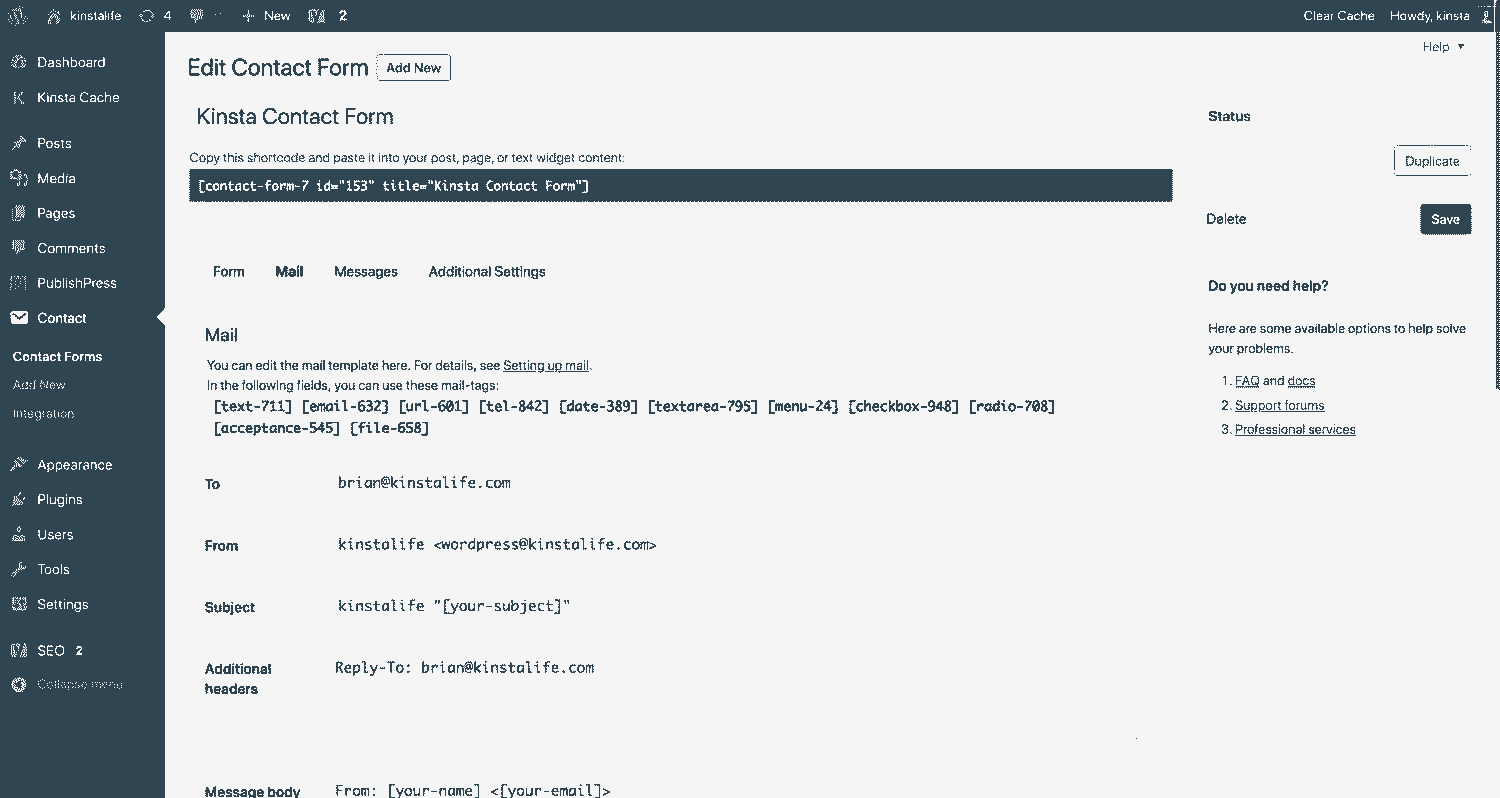 kinstalife 4 New 2 Clear Cache Howdy, kinsta
Help
Dashboard
Kinsta Cache
Posts
Media
Pages
Comments
PublishPress
Contact
Contact Forms
Add New
Integration
Appearance
Plugins
Users
Tools
Settings
SEO 2
Collapse menu
Edit Contact Form Add New
Kinsta Contact Form
Copy this shortcode and paste it into your post, page, or text widget content:
[contact-form-7 id="153" title="Kinsta Contact Form"]
Form Mail Messages Additional Settings
Mail
You can edit the mail template here. For details, see Setting up mail.
In the following fields, you can use these mail-tags:
[text-711] [email-632] [url-601] [tel-842] [date-389] [textarea-795] [menu-24] [checkbox-948] [radio-708]
[acceptance-545] [file-658]
To brian@kinstalife.com
From kinstalife <wordpress@kinstalife.com>
Subject kinstalife "[your-subject]"
Additional Reply-To: brian@kinstalife.com
headers
Message body From: [your-name] <[your-email]>
Status
Duplicate
Delete Save
Do you need help?
Here are some available options to help solve
your problems.
1. FAQ and docs
2. Support forums
3. Professional services